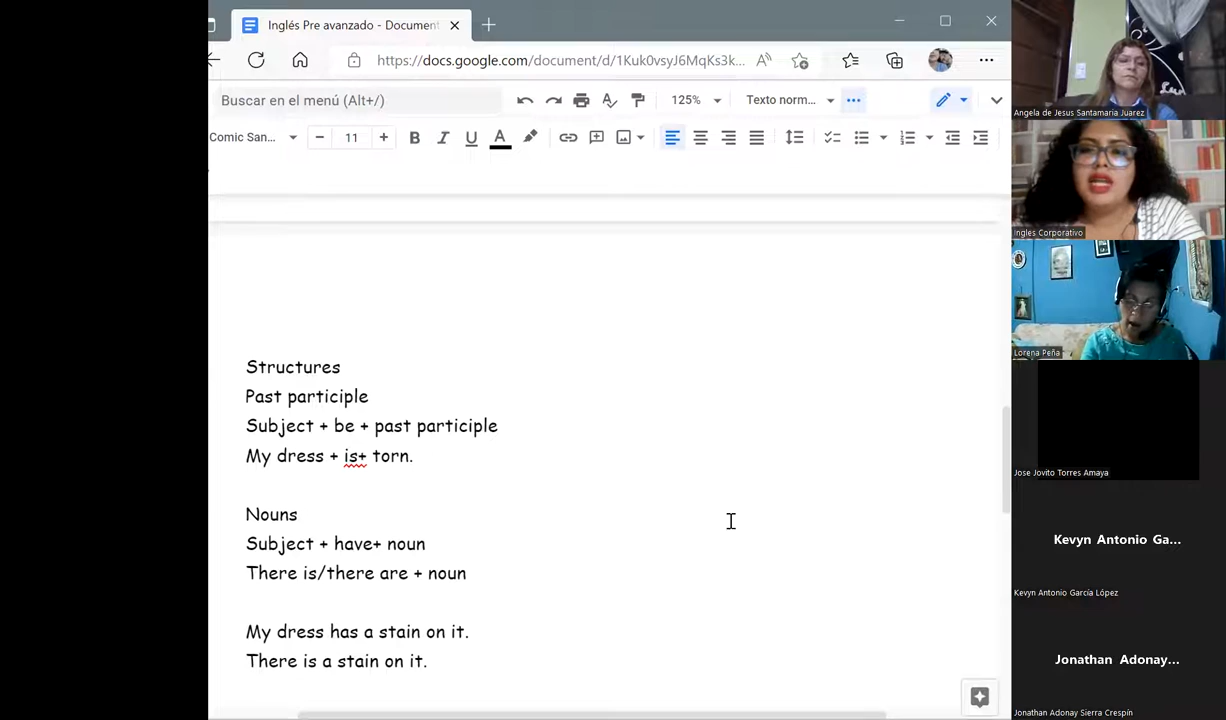 Inglés Pre avanzado - Document
https://docs.google.com/document/d/1Kuk0vsyJ6MqKs3k...
Buscar en el menú (Alt+/)
125%
Texto norm...
Comic San...
11
Structures
Past participle
Subject + be + past participle
My dress + is+ torn.
Nouns
Subject + have+ noun
There is/there are + noun
My dress has a stain on it.
There is a stain on it.
Angela de Jesus Santamaria Juarez
Ingles Corporativo
Lorena Peña
Jose Jovito Torres Amaya
Kevyn Antonio Ga...
Kevyn Antonio García López
Jonathan Adonay...
Jonathan Adonay Sierra Crespín